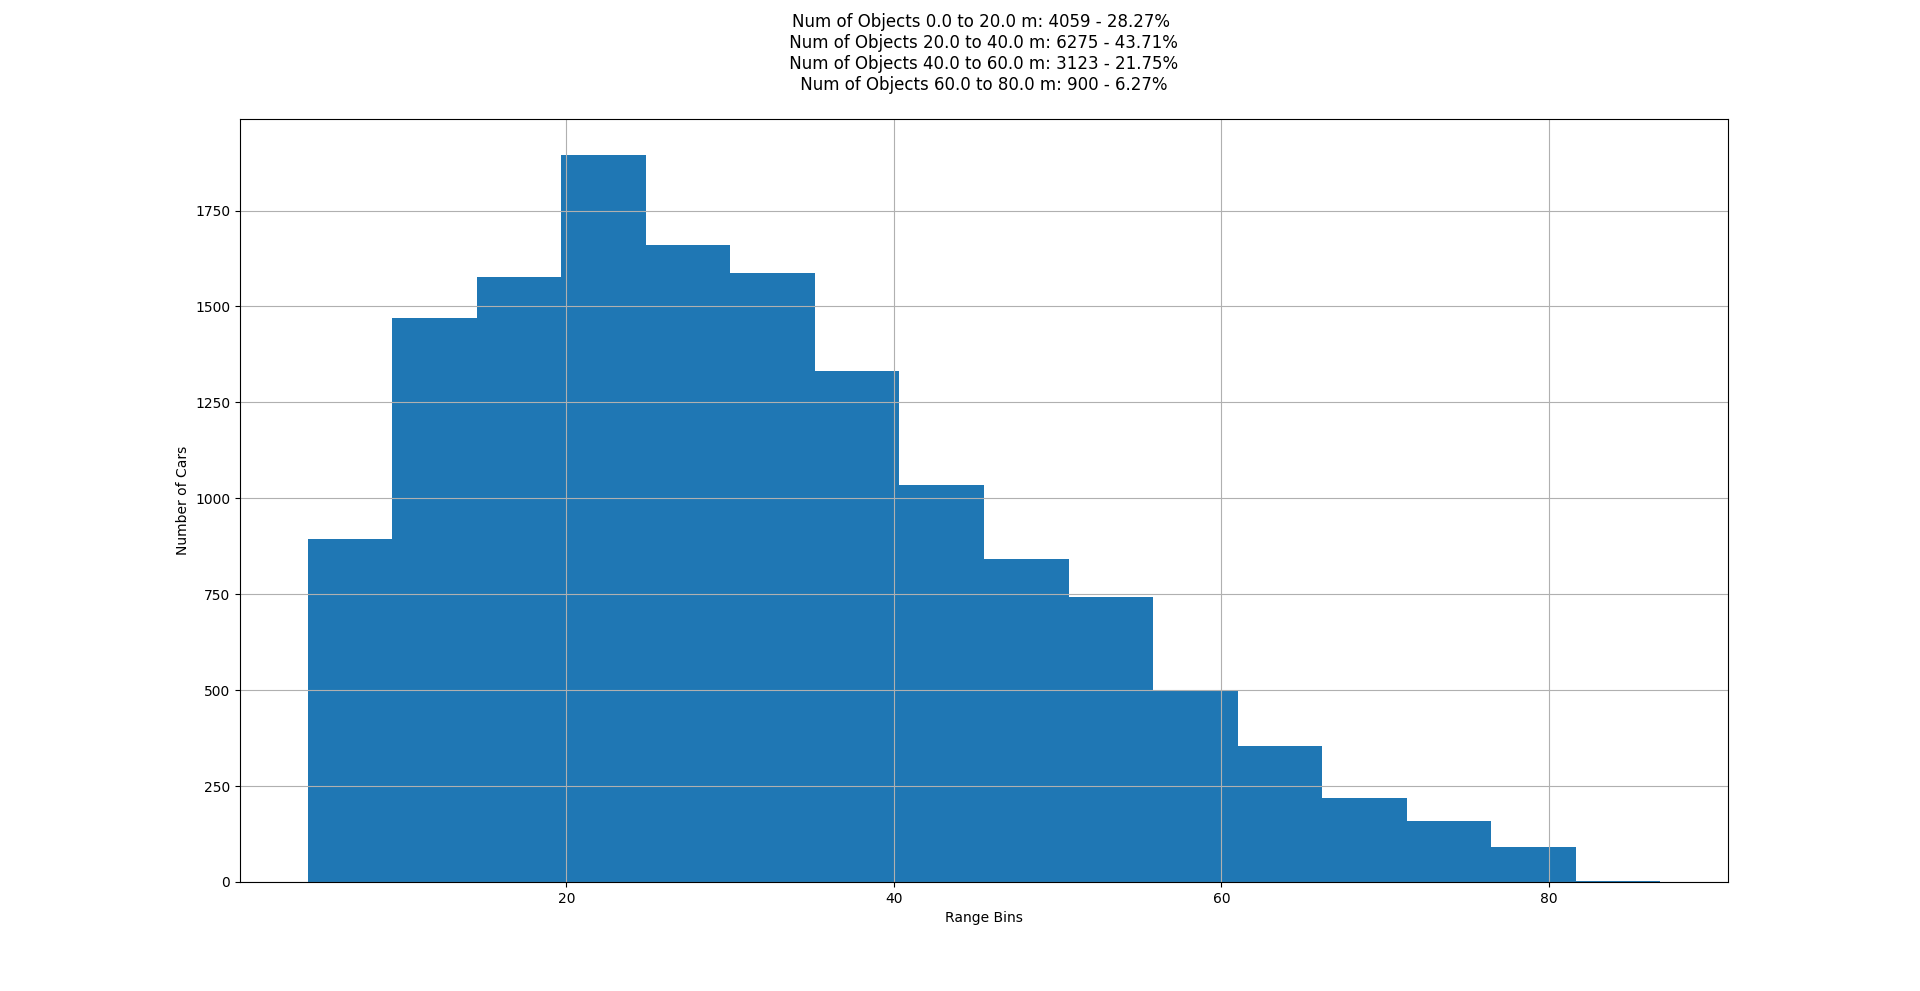 Num of Objects 0.0 to 20.0 m: 4059 - 28.27%
Num of Objects 20.0 to 40.0 m: 6275 - 43.71%
Num of Objects 40.0 to 60.0 m: 3123 - 21.75%
Num of Objects 60.0 to 80.0 m: 900 - 6.27%
1750
1500
1250
1000
750
500
250
0
Number of Cars
20 40 60 80
Range Bins